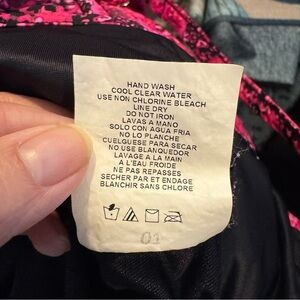 HAND WASH
COOL CLEAR WATER
USE NON CHLORINE BLEACH
LINE DRY
DO NOT IRON
LAVAS A MANO
SOLO CON AGUA FRIA
NO LO PLANCHE
CUELGUESE PARA SECAR
NO USE BLANQUEDOR
LAVAGE A LA MAIN
A L'EAU FROIDE
NE PAS REPASSES
SECHER PAR ET ENDAGE
BLANCHIR SANS CHLORE
01